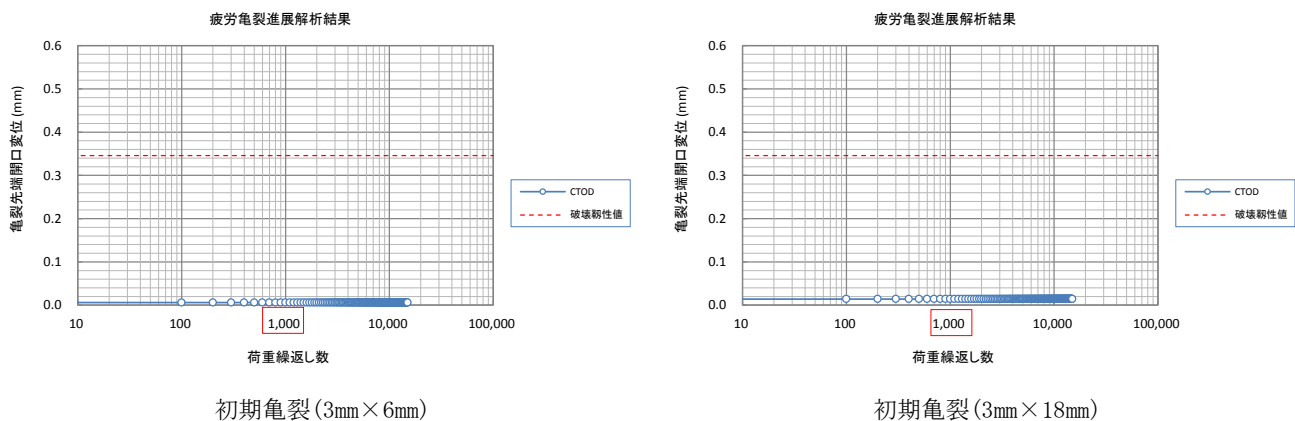 疲労亀裂進展解析結果
亀裂先端開口変位(mm)
0.6
0.5
0.4
0.3
0.2
0.1
0.0
10 100 1,000 10,000 100,000
荷重繰返し数
CTOD
破壊靱性値
初期亀裂(3mm×6mm)
疲労亀裂進展解析結果
亀裂先端開口変位(mm)
0.6
0.5
0.4
0.3
0.2
0.1
0.0
10 100 1,000 10,000 100,000
荷重繰返し数
CTOD
破壊靱性値
初期亀裂(3mm×18mm)